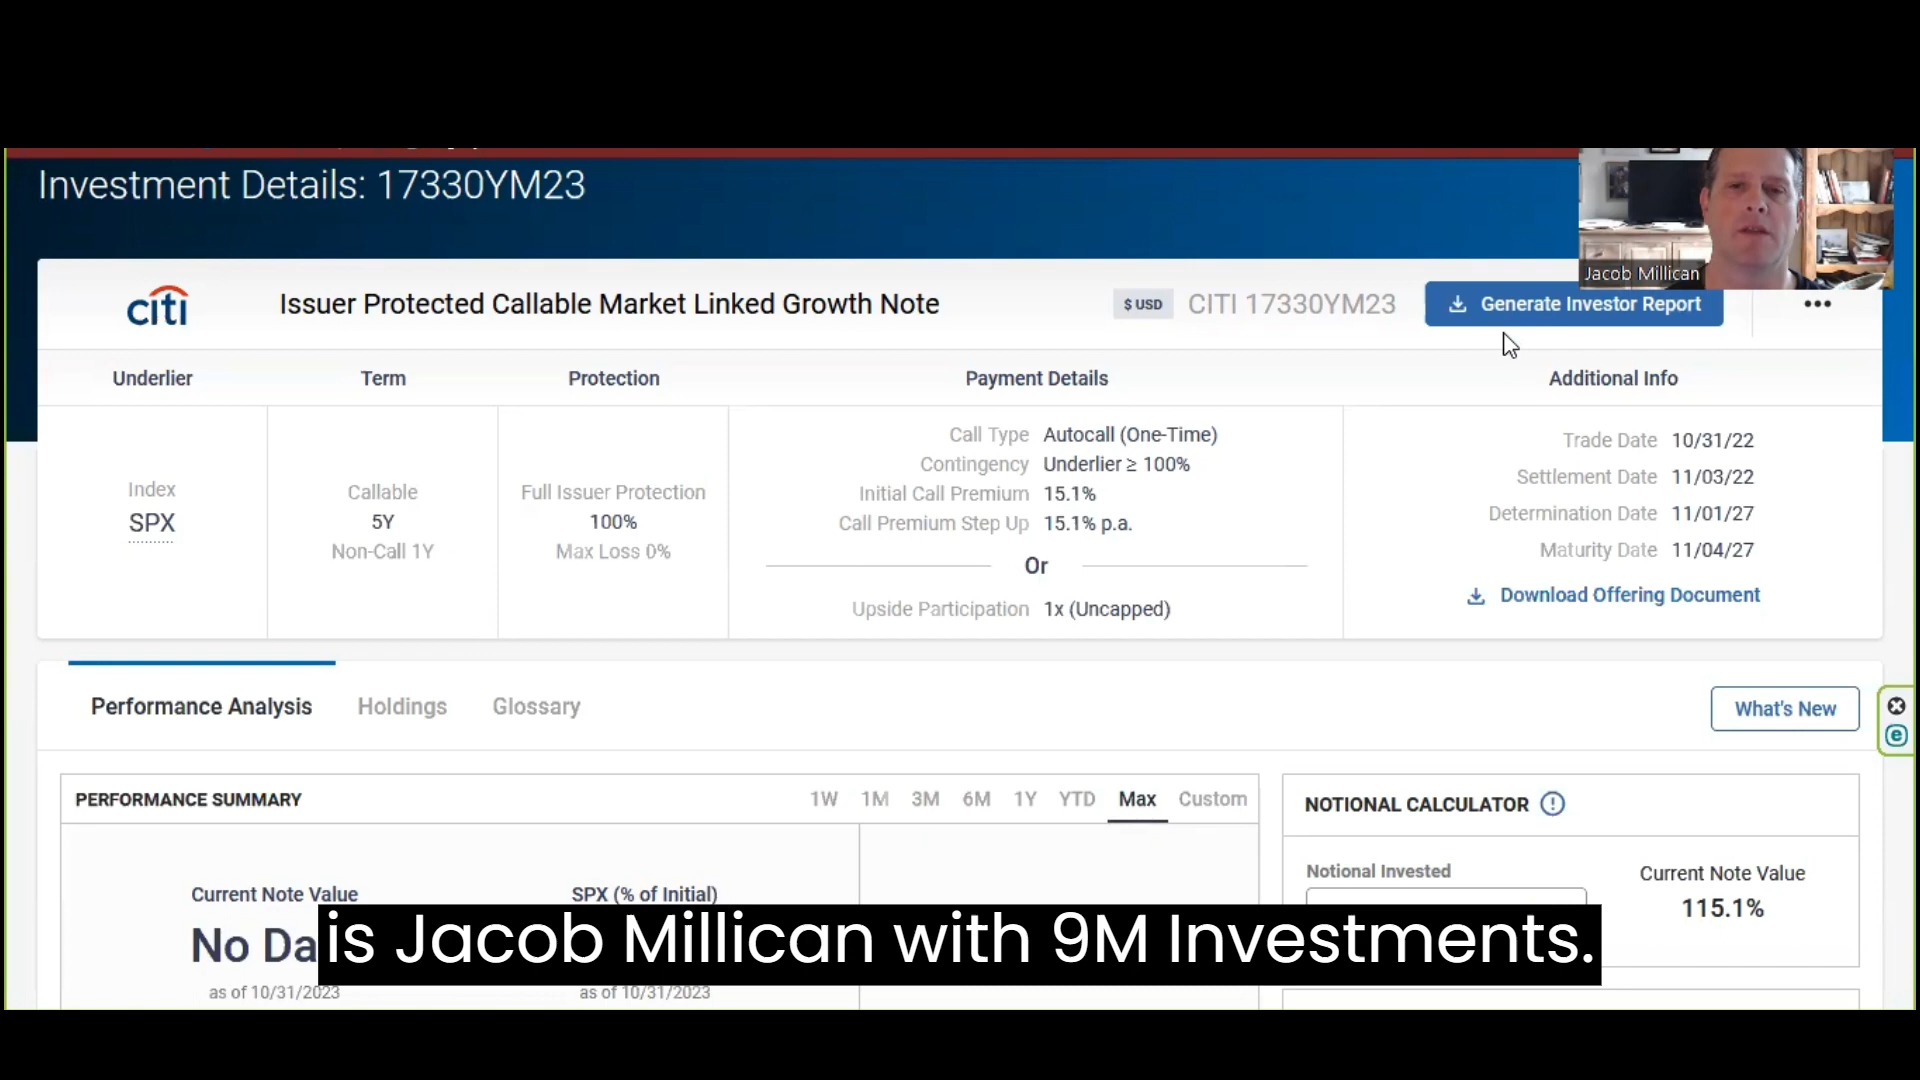 Investment Details: 17330YM23
Jacob Millican
citi
Issuer Protected Callable Market Linked Growth Note
$ USD
CITI 17330YM23
Generate Investor Report
Underlier
Term
Protection
Payment Details
Additional Info
Index
SPX
Callable
5Y
Non-Call 1Y
Full Issuer Protection
100%
Max Loss 0%
Call Type Autocall (One-Time)
Contingency Underlier ≥ 100%
Initial Call Premium 15.1%
Call Premium Step Up 15.1% p.a.
Or
Upside Participation 1x (Uncapped)
Trade Date 10/31/22
Settlement Date 11/03/22
Determination Date 11/01/27
Maturity Date 11/04/27
Download Offering Document
Performance Analysis
Holdings
Glossary
What's New
PERFORMANCE SUMMARY
1W 1M 3M 6M 1Y YTD Max Custom
NOTIONAL CALCULATOR
Notional Invested
Current Note Value
115.1%
Current Note Value
SPX (% of Initial)
No
is Jacob Millican with 9M Investments.
as of 10/31/2023
as of 10/31/2023